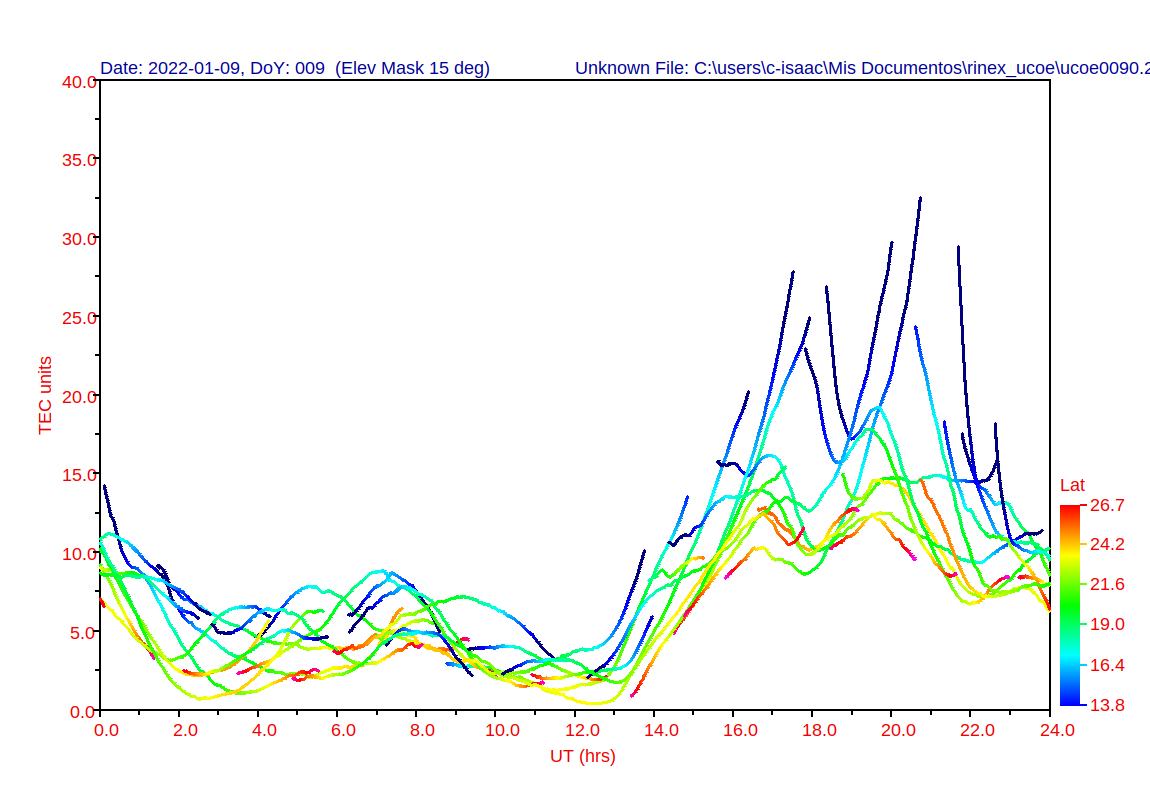 Date: 2022-01-09, DoY: 009  (Elev Mask 15 deg)
Unknown File: C:\users\c-isaac\Mis Documentos\rinex_ucoe\ucoe0090.2
40.0
35.0
30.0
25.0
20.0
15.0
10.0
5.0
0.0
TEC units
0.0 2.0 4.0 6.0 8.0 10.0 12.0 14.0 16.0 18.0 20.0 22.0 24.0
UT (hrs)
Lat
26.7
24.2
21.6
19.0
16.4
13.8